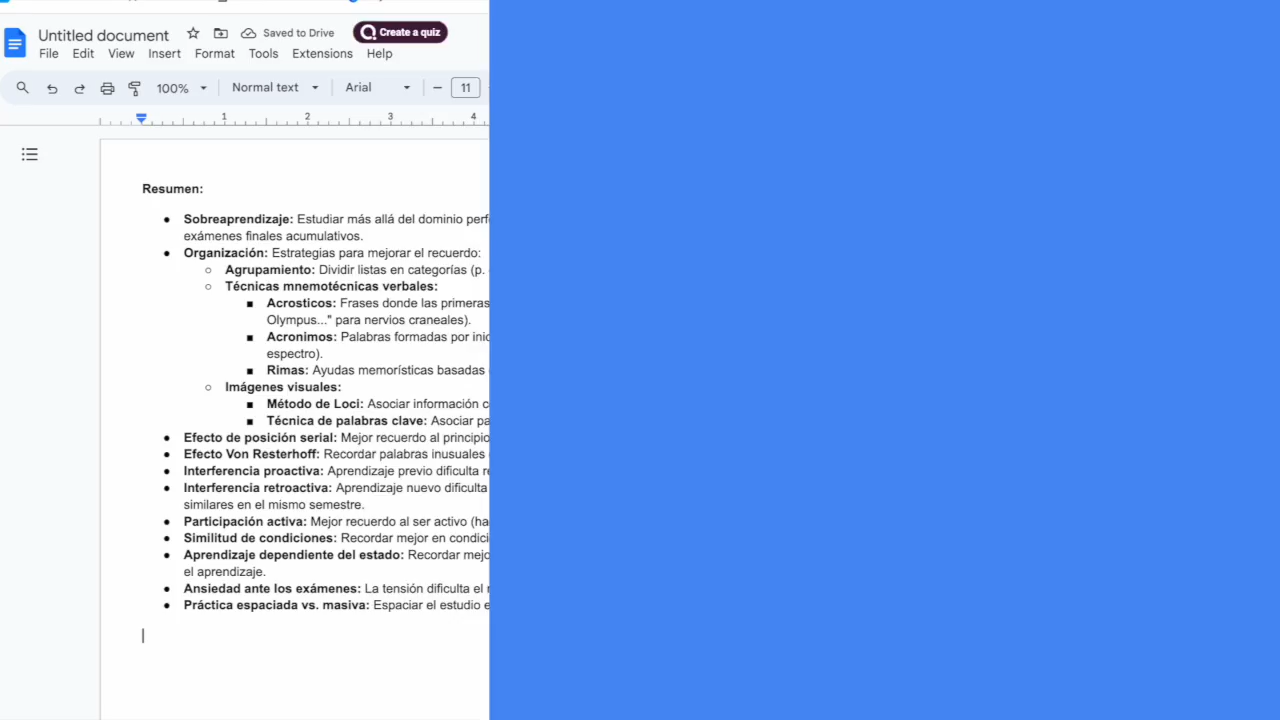 Untitled document
Saved to Drive
Create a quiz
File Edit View Insert Format Tools Extensions Help
100% Normal text Arial 11
1 2 3 4
Resumen:
● Sobreaprendizaje: Estudiar más allá del dominio
exámenes finales acumulativos.
● Organización: Estrategias para mejorar el recuerdo:
○ Agrupamiento: Dividir listas en categorías (p.
○ Técnicas mnemotécnicas verbales:
■ Acrosticos: Frases donde las primeras
Olympus..." para nervios craneales).
■ Acronimos: Palabras formadas por
espectro).
■ Rimas: Ayudas memorísticas basadas
○ Imágenes visuales:
■ Método de Loci: Asociar información
■ Técnica de palabras clave: Asociar
● Efecto de posición serial: Mejor recuerdo al principio
● Efecto Von Resterhoff: Recordar palabras inusuales
● Interferencia proactiva: Aprendizaje previo dificulta
● Interferencia retroactiva: Aprendizaje nuevo dificulta
similares en el mismo semestre.
● Participación activa: Mejor recuerdo al ser activo
● Similitud de condiciones: Recordar mejor en
● Aprendizaje dependiente del estado: Recordar
el aprendizaje.
● Ansiedad ante los exámenes: La tensión dificulta el
● Práctica espaciada vs. masiva: Espaciar el estudio